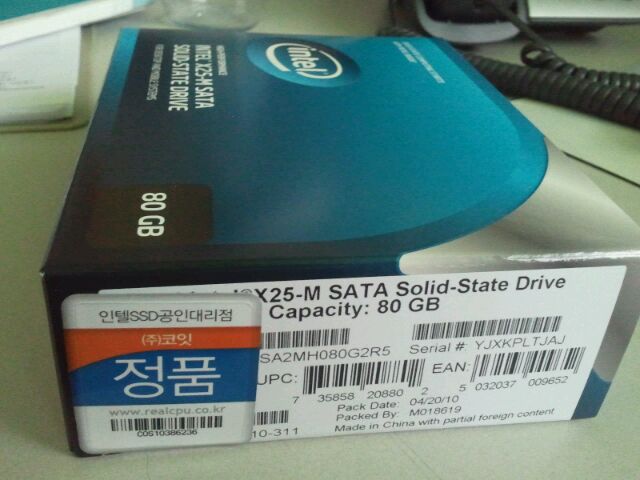 HIGH PERFORMANCE
INTEL X25-M SATA
SOLID-STATE DRIVE
intel
80 GB
X25-M SATA Solid-State Drive
Capacity: 80 GB
SA2MH080G2R5
Serial #: YJXKPLTJAJ
UPC:
7 35858 20880 2
EAN:
5 032037 009652
Pack Date: 04/20/10
Packed By: M018619
Made in China with partial foreign content
10-311
인텔SSD공인대리점
(주)코잇
정품
www.realcpu.co.kr
C0S10386236